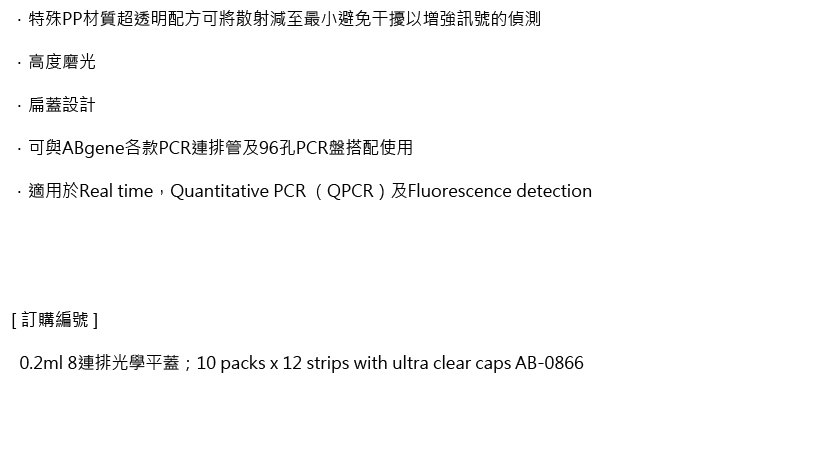 ．特殊PP材質超透明配方可將散射減至最小避免干擾以增強訊號的偵測
．高度磨光
．扁蓋設計
．可與ABgene各款PCR連排管及96孔PCR盤搭配使用
．適用於Real time，Quantitative PCR （QPCR）及Fluorescence detection
[ 訂購編號 ]
0.2ml 8連排光學平蓋；10 packs x 12 strips with ultra clear caps AB-0866